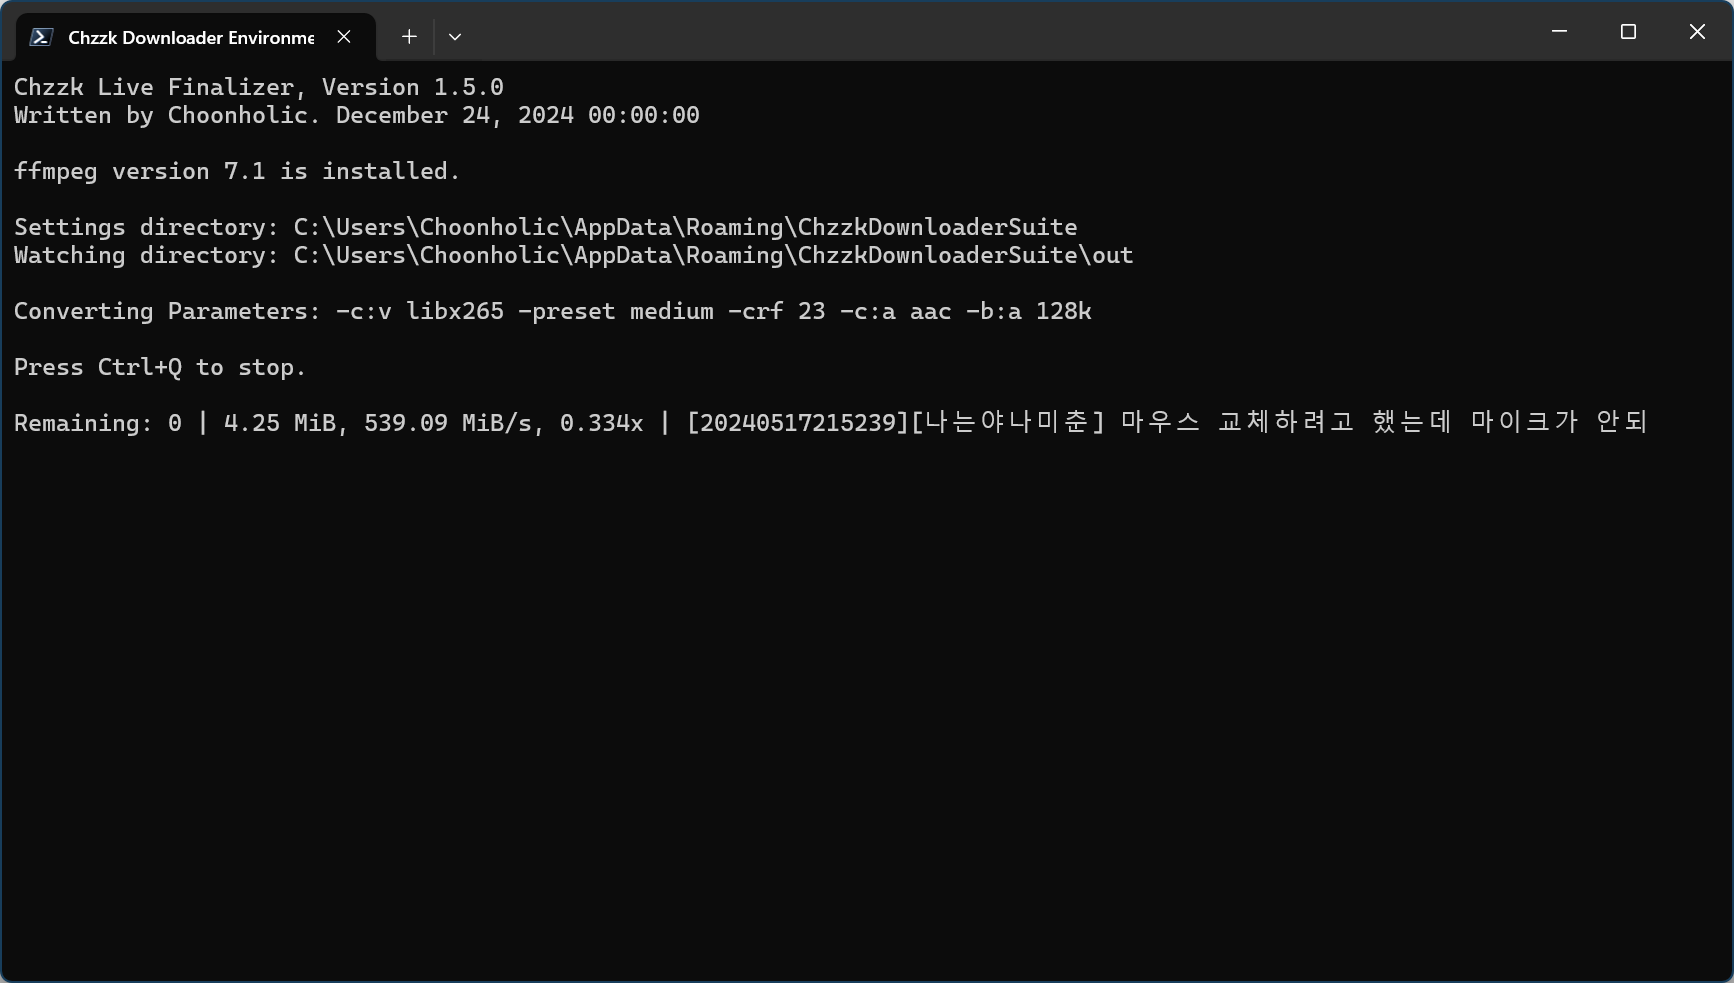 Chzzk Downloader Environme
Chzzk Live Finalizer, Version 1.5.0
Written by Choonholic. December 24, 2024 00:00:00
ffmpeg version 7.1 is installed.
Settings directory: C:\Users\Choonholic\AppData\Roaming\ChzzkDownloaderSuite
Watching directory: C:\Users\Choonholic\AppData\Roaming\ChzzkDownloaderSuite\out
Converting Parameters: -c:v libx265 -preset medium -crf 23 -c:a aac -b:a 128k
Press Ctrl+Q to stop.
Remaining: 0 | 4.25 MiB, 539.09 MiB/s, 0.334x | [20240517215239][나는야나미춘] 마우스 교체하려고 했는데 마이크가 안되